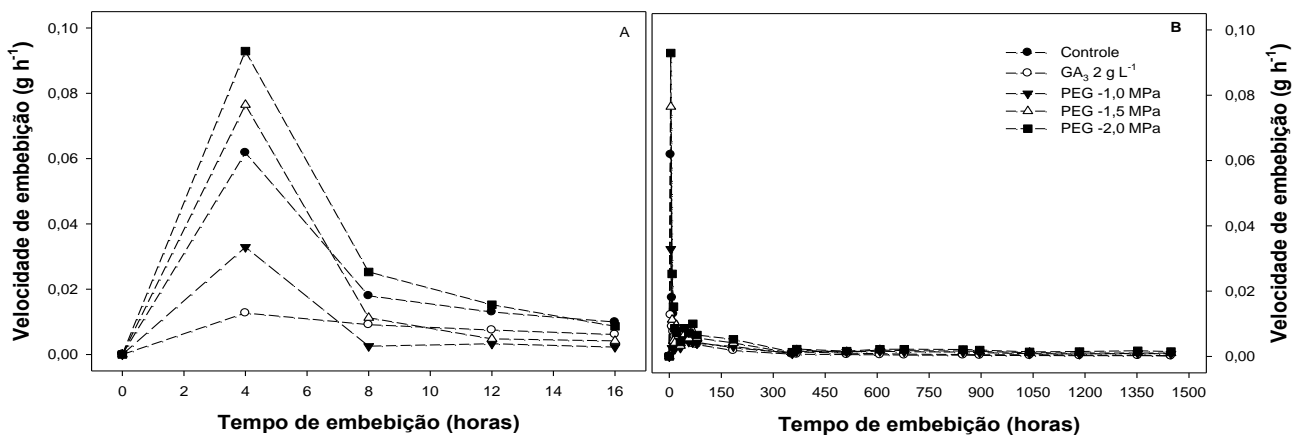 A
Velocidade de embebição (g h-1)
0,10
0,08
0,06
0,04
0,02
0,00
0 2 4 6 8 10 12 14 16
Tempo de embebição (horas)
B
Controle
GA3 2 g L-1
PEG -1,0 MPa
PEG -1,5 MPa
PEG -2,0 MPa
0,10
0,08
0,06
0,04
0,02
0,00
Velocidade de embebição (g h-1)
0 150 300 450 600 750 900 1050 1200 1350 1500
Tempo de embebição (horas)